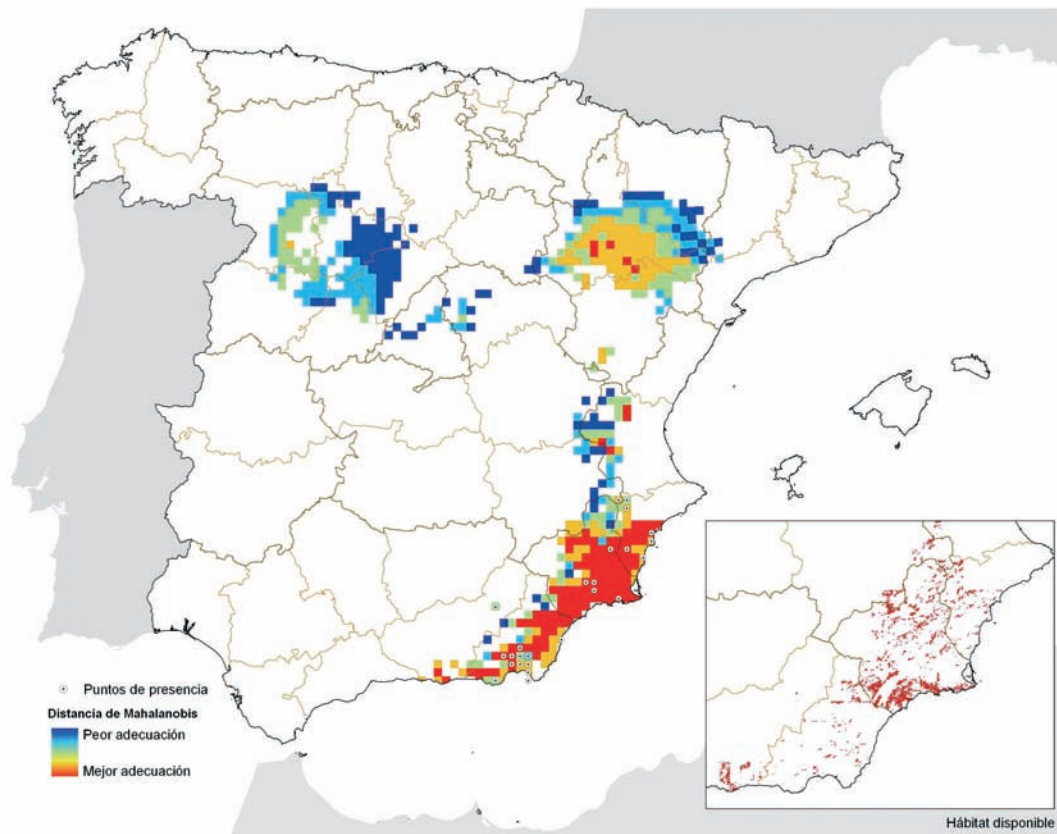 Puntos de presencia
Distancia de Mahalanobis
Peor adecuación
Mejor adecuación
Hábitat disponible